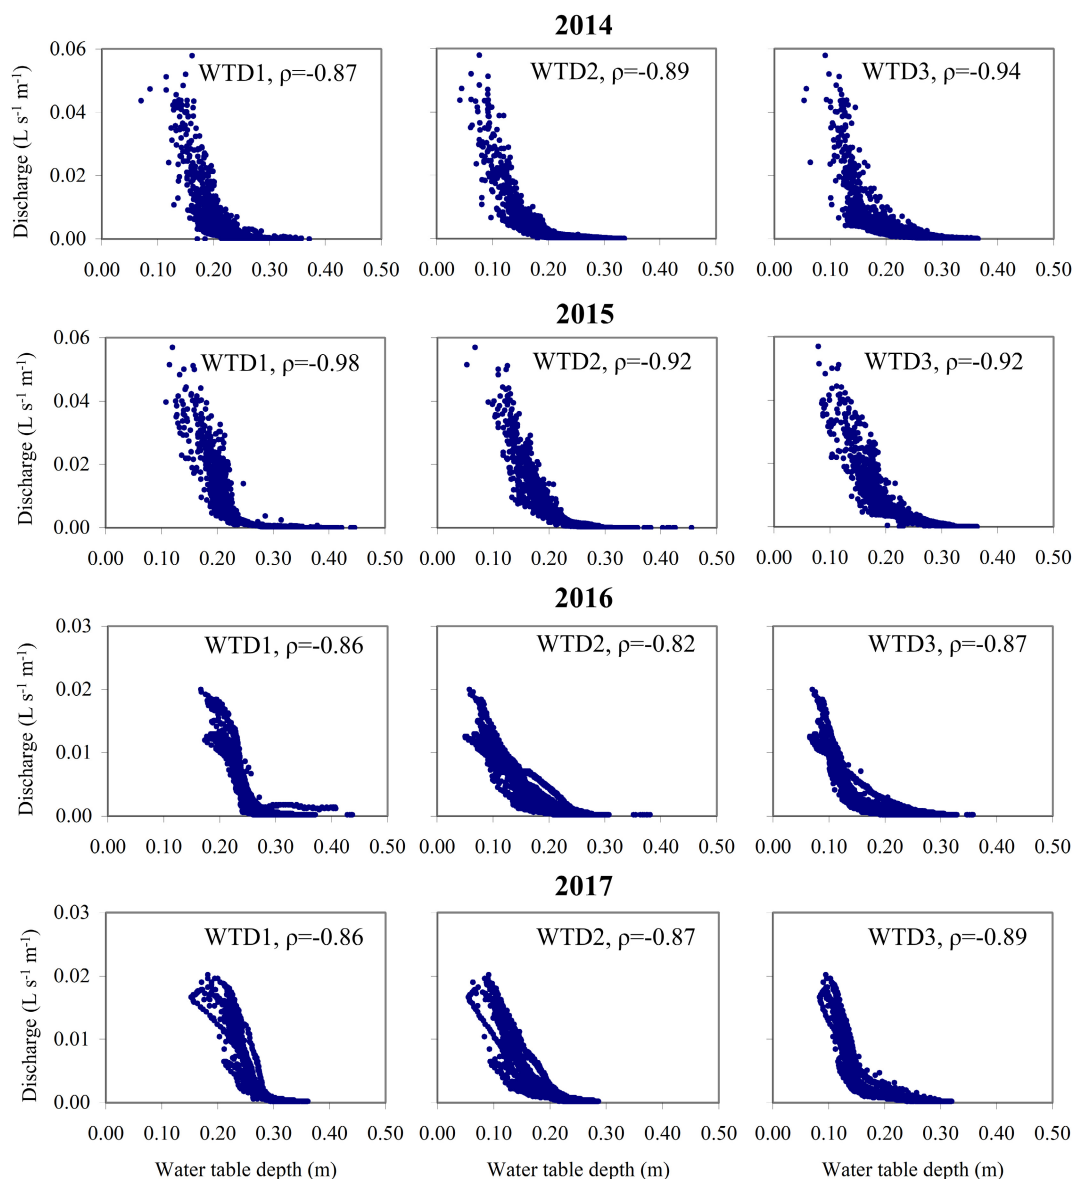 2014
WTD1, ρ=-0.87
WTD2, ρ=-0.89
WTD3, ρ=-0.94
Discharge (L s⁻¹ m⁻¹)
0.06
0.04
0.02
0.00
0.00 0.10 0.20 0.30 0.40 0.50
0.00 0.10 0.20 0.30 0.40 0.50
0.00 0.10 0.20 0.30 0.40 0.50
2015
WTD1, ρ=-0.98
WTD2, ρ=-0.92
WTD3, ρ=-0.92
Discharge (L s⁻¹ m⁻¹)
0.06
0.04
0.02
0.00
0.00 0.10 0.20 0.30 0.40 0.50
0.00 0.10 0.20 0.30 0.40 0.50
0.00 0.10 0.20 0.30 0.40 0.50
2016
WTD1, ρ=-0.86
WTD2, ρ=-0.82
WTD3, ρ=-0.87
Discharge (L s⁻¹ m⁻¹)
0.03
0.02
0.01
0.00
0.00 0.10 0.20 0.30 0.40 0.50
0.00 0.10 0.20 0.30 0.40 0.50
0.00 0.10 0.20 0.30 0.40 0.50
2017
WTD1, ρ=-0.86
WTD2, ρ=-0.87
WTD3, ρ=-0.89
Discharge (L s⁻¹ m⁻¹)
0.03
0.02
0.01
0.00
0.00 0.10 0.20 0.30 0.40 0.50
0.00 0.10 0.20 0.30 0.40 0.50
0.00 0.10 0.20 0.30 0.40 0.50
Water table depth (m)
Water table depth (m)
Water table depth (m)